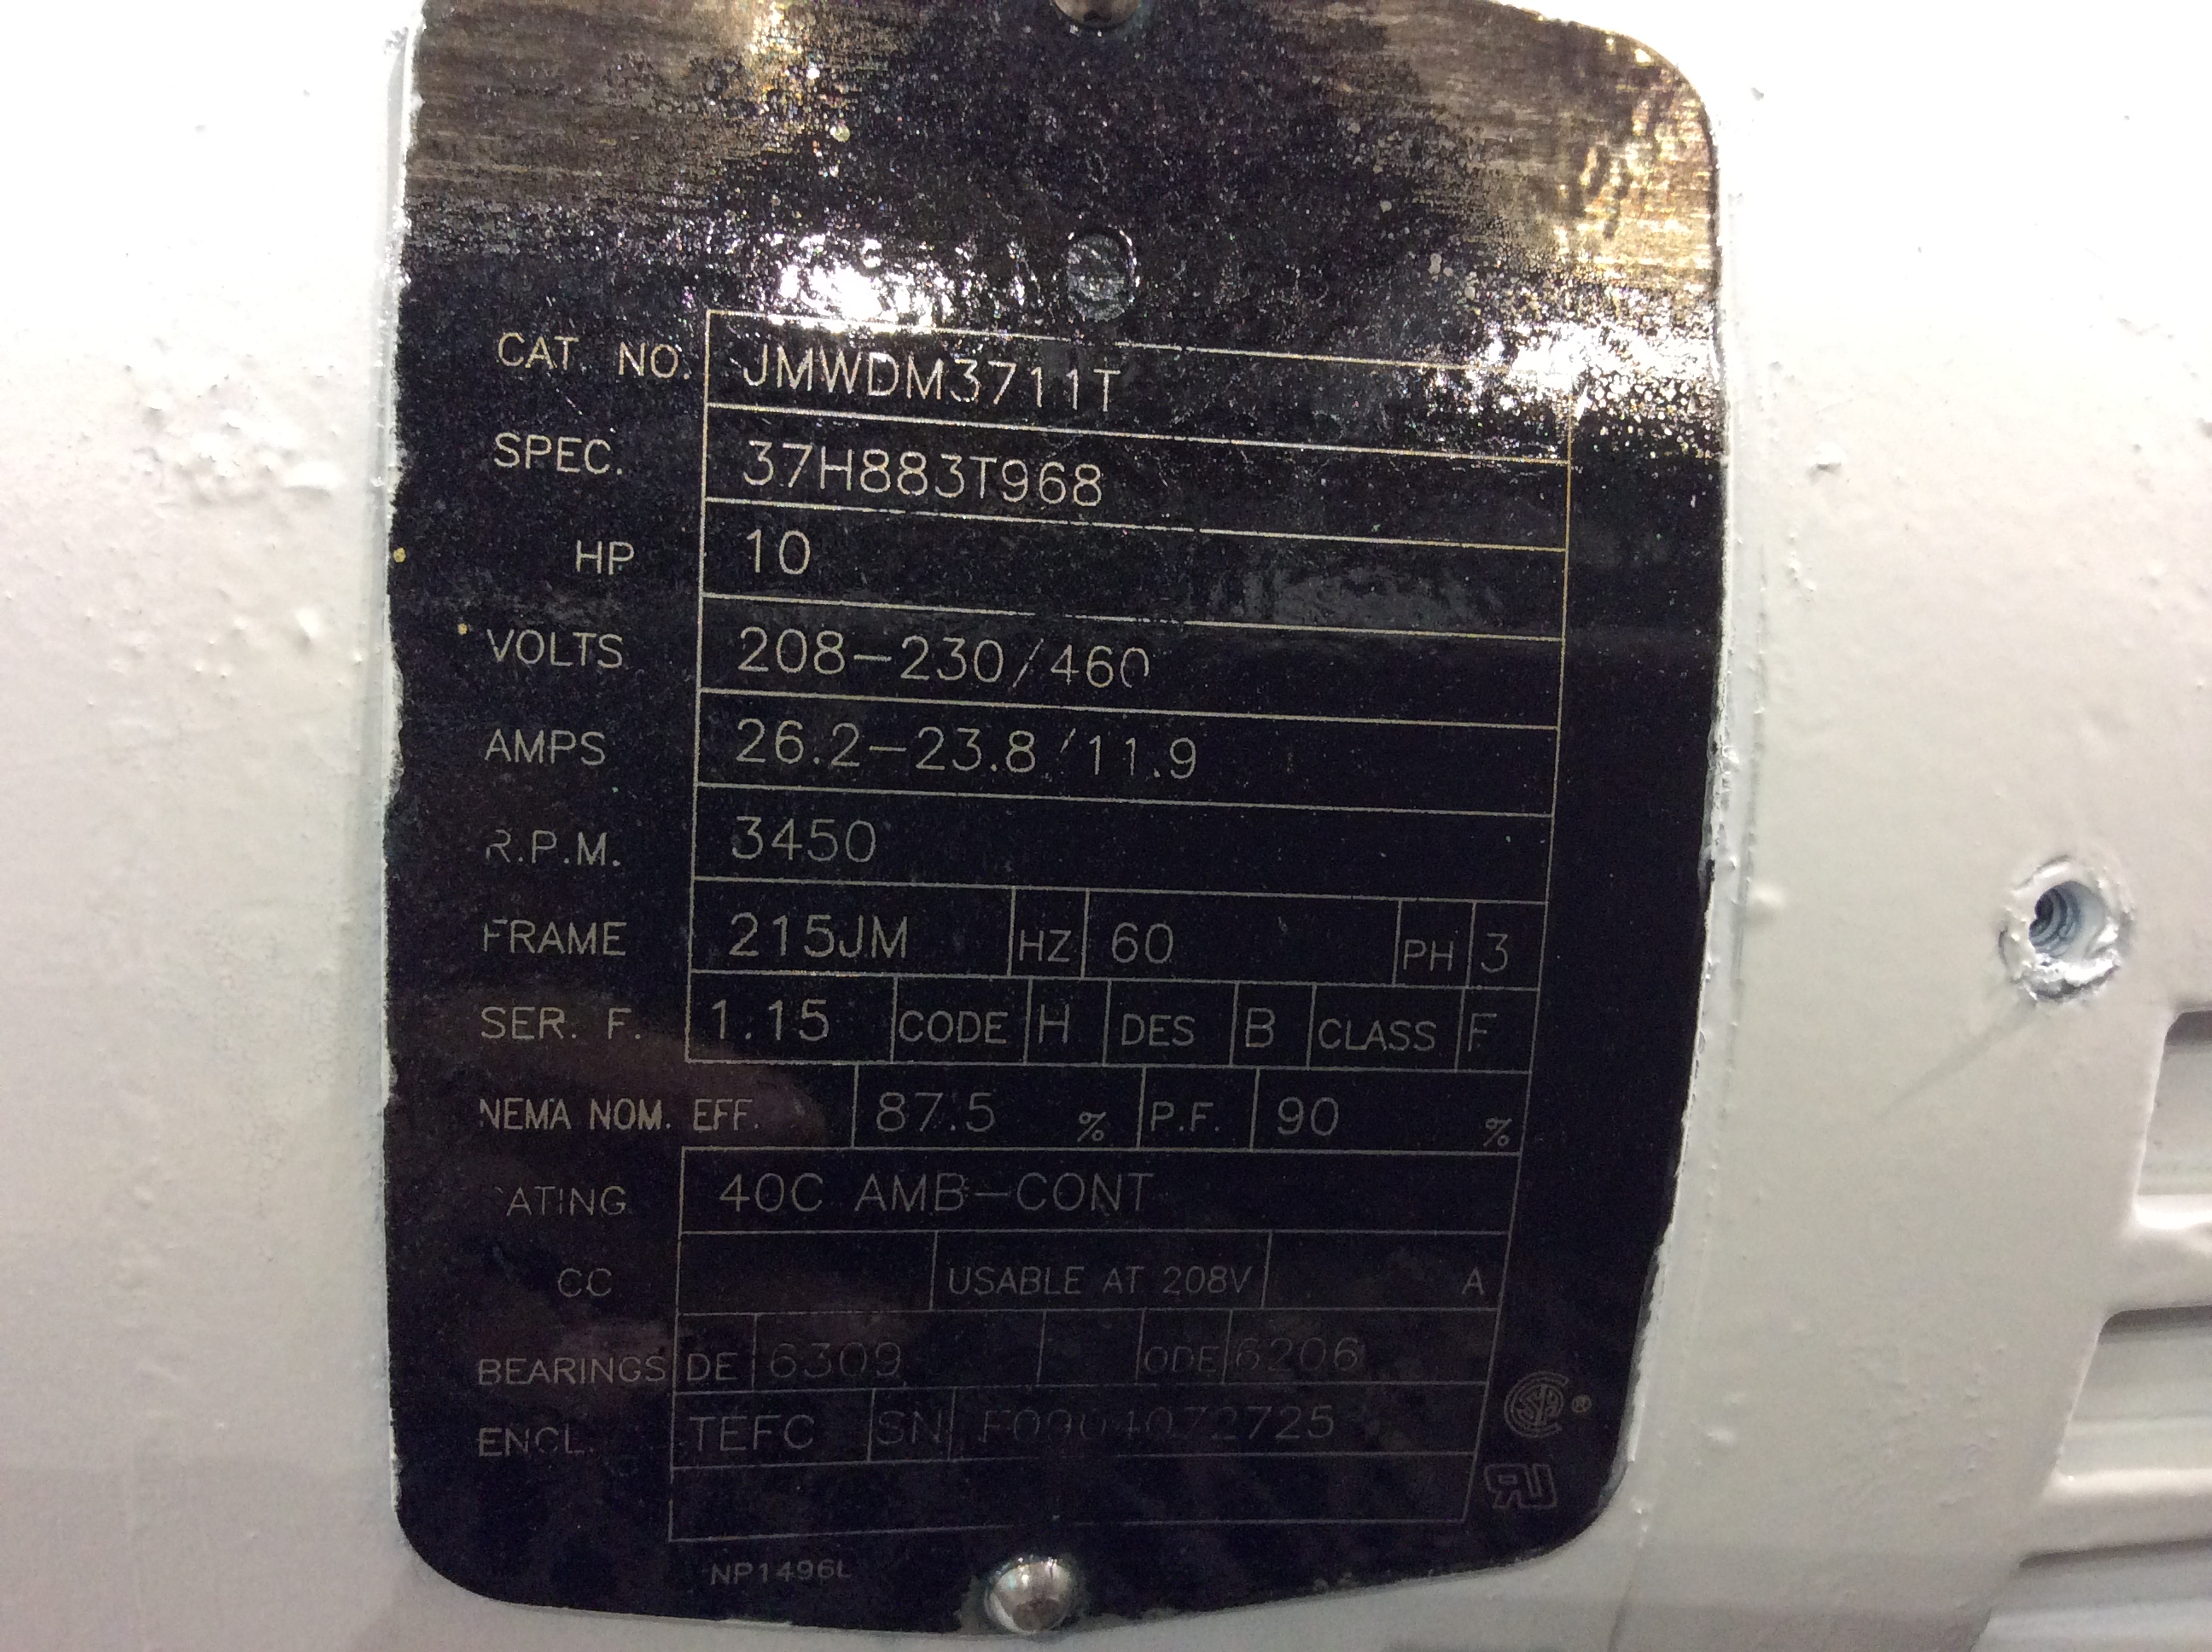 CAT. NO. JMWDM3711T
SPEC. 37H883T968
HP 10
VOLTS 208-230/460
AMPS 26.2-23.8/11.9
R.P.M. 3450
FRAME 215JM HZ 60 PH 3
SER. F. 1.15 CODE H DES B CLASS F
NEMA NOM. EFF. 87.5 % P.F. 90 %
ATING 40C AMB-CONT
CC USABLE AT 208V A
BEARINGS DE 6309 ODE 6206
ENCL. TEFC SN F0904072725
NP1496L